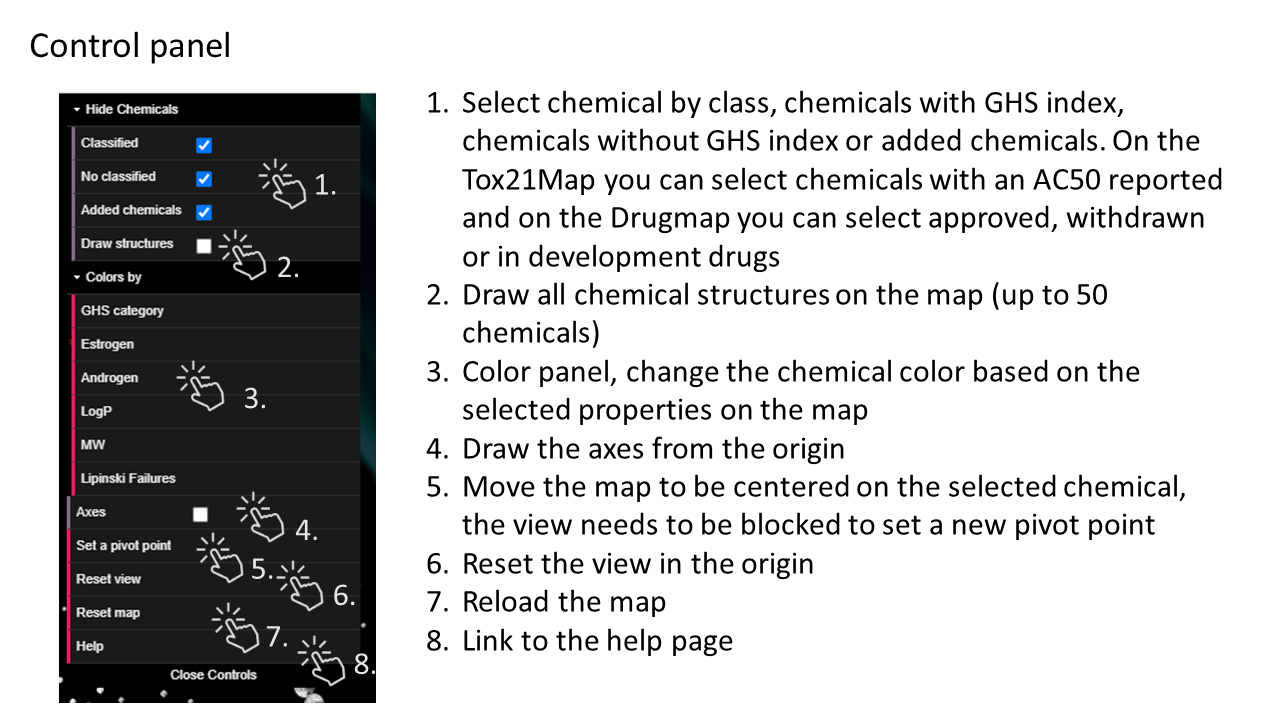 Control panel
Hide Chemicals
Classified
No classified
1.
Added chemicals
Draw structures
2.
Colors by
GHS category
Estrogen
Androgen
3.
LogP
MW
Lipinski Failures
Axes
4.
Set a pivot point
5.
Reset view
6.
Reset map
7.
Help
8.
Close Controls
1. Select chemical by class, chemicals with GHS index,
chemicals without GHS index or added chemicals. On the
Tox21Map you can select chemicals with an AC50 reported
and on the Drugmap you can select approved, withdrawn
or in development drugs
2. Draw all chemical structures on the map (up to 50
chemicals)
3. Color panel, change the chemical color based on the
selected properties on the map
4. Draw the axes from the origin
5. Move the map to be centered on the selected chemical,
the view needs to be blocked to set a new pivot point
6. Reset the view in the origin
7. Reload the map
8. Link to the help page